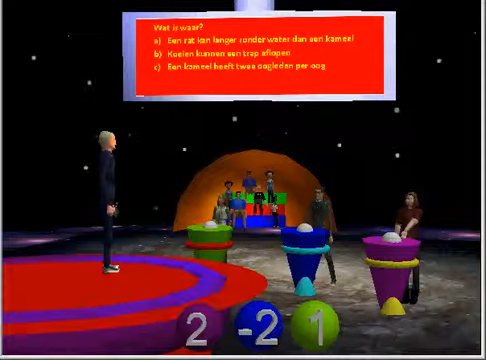 Wat is waar?
a) Een rat kan langer zonder water dan een kameel
b) Koeien kunnen een trap aflopen
c) Een kameel heeft twee oogleden per oog
2 -2 1